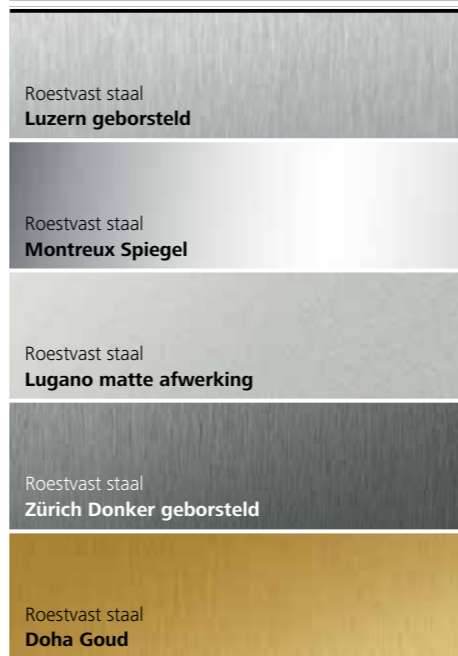 Roestvast staal
Luzern geborsteld
Roestvast staal
Montreux Spiegel
Roestvast staal
Lugano matte afwerking
Roestvast staal
Zürich Donker geborsteld
Roestvast staal
Doha Goud